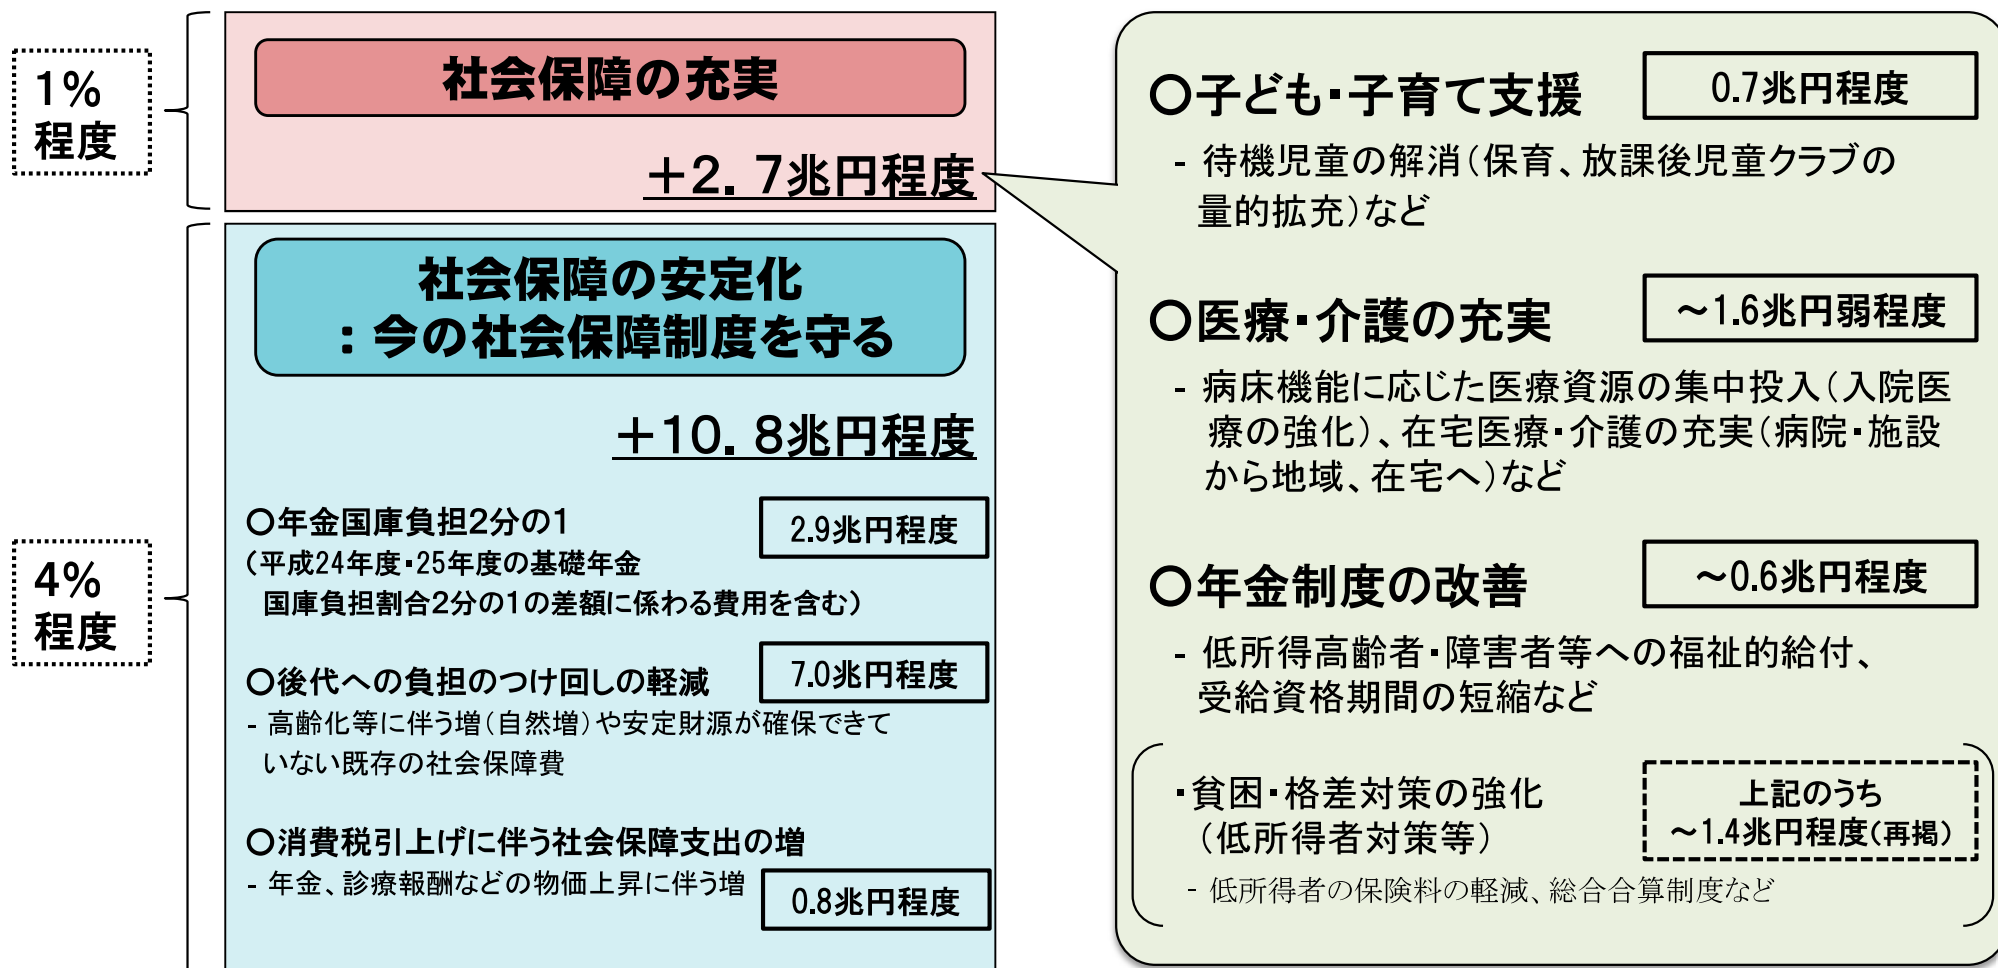 1%
程度
社会保障の充実
+2.7兆円程度
4%
程度
社会保障の安定化
:今の社会保障制度を守る
+10.8兆円程度
〇年金国庫負担2分の1
2.9兆円程度
(平成24年度・25年度の基礎年金
国庫負担割合2分の1の差額に係わる費用を含む)
〇後代への負担のつけ回しの軽減
7.0兆円程度
- 高齢化等に伴う増(自然増)や安定財源が確保できて
いない既存の社会保障費
〇消費税引上げに伴う社会保障支出の増
- 年金、診療報酬などの物価上昇に伴う増
0.8兆円程度
〇子ども・子育て支援
0.7兆円程度
- 待機児童の解消(保育、放課後児童クラブの
量的拡充)など
〇医療・介護の充実
~1.6兆円弱程度
- 病床機能に応じた医療資源の集中投入(入院医
療の強化)、在宅医療・介護の充実(病院・施設
から地域、在宅へ)など
〇年金制度の改善
~0.6兆円程度
- 低所得高齢者・障害者等への福祉的給付、
受給資格期間の短縮など
・貧困・格差対策の強化
(低所得者対策等)
上記のうち
~1.4兆円程度(再掲)
- 低所得者の保険料の軽減、総合合算制度など